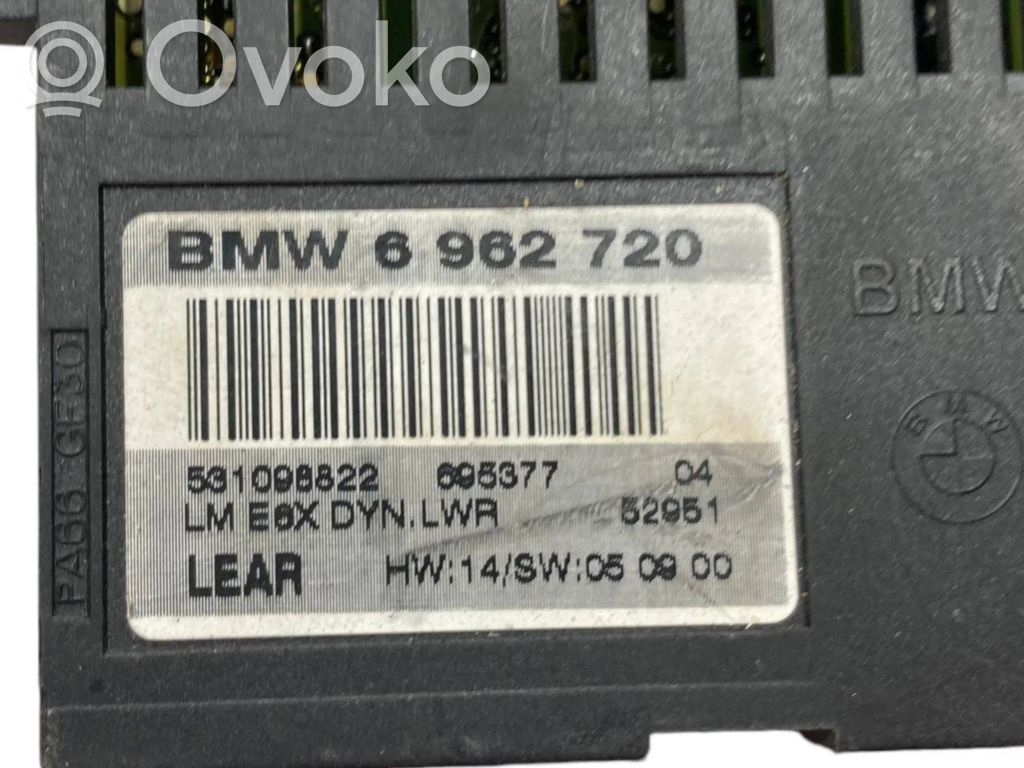 Ovoko
BMW 6 962 720
BMW
531098822 695377 04
LM E6X DYN.LWR 52951
LEAR HW:14/SW:05 09 00
PA66 GF30
BMW